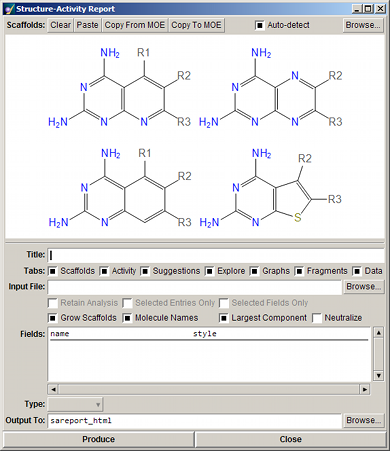 Structure-Activity Report
Scaffolds: Clear Paste Copy From MOE Copy To MOE Auto-detect Browse...
NH2 R1 NH2
N R2 N N R2
H2N N N R3 H2N N N R3
NH2 R1 NH2 R2
N R2 N R3
H2N N R3 H2N N S
Title:
Tabs: Scaffolds Activity Suggestions Explore Graphs Fragments Data
Input File: Browse...
Retain Analysis Selected Entries Only Selected Fields Only
Grow Scaffolds Molecule Names Largest Component Neutralize
Fields: name style
Type:
Output To: sareport_html Browse...
Produce Close